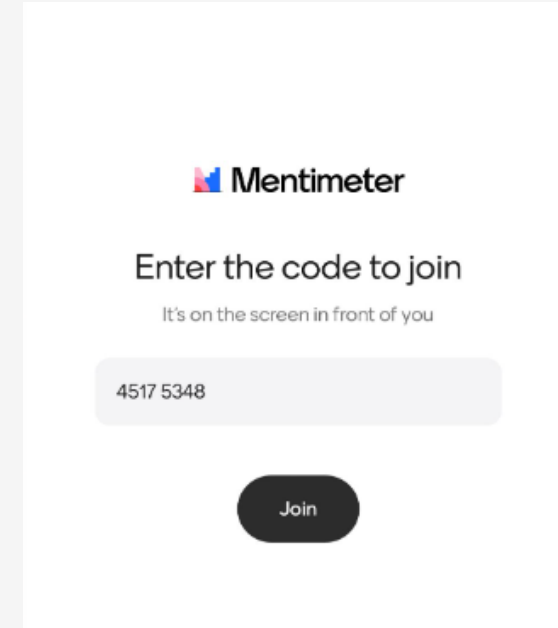 Mentimeter
Enter the code to join
It's on the screen in front of you
4517 5348
Join